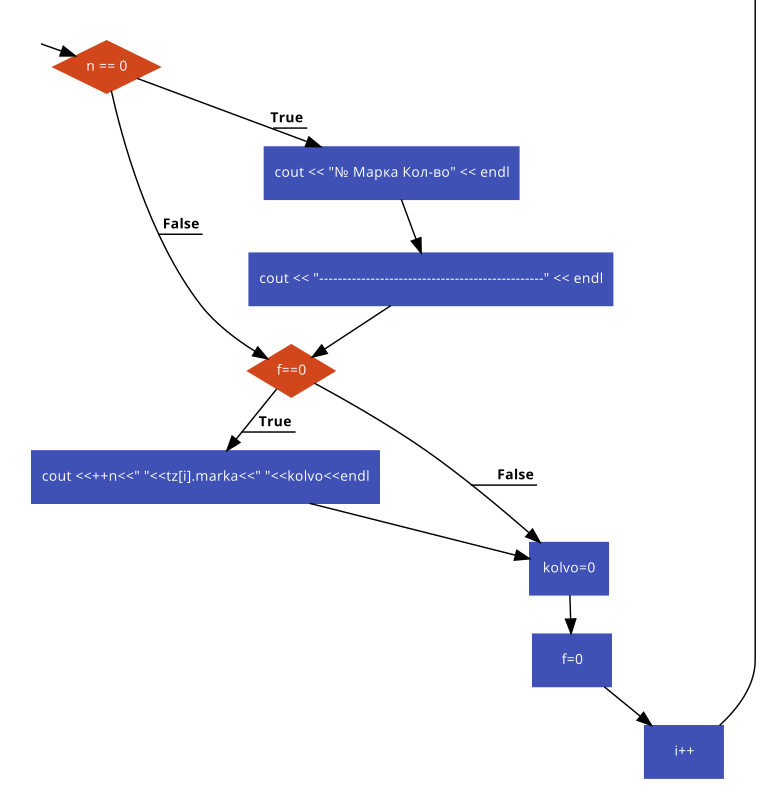 n == 0
True
cout << "№ Марка Кол-во" << endl
False
cout << "------------------------------------------------" << endl
f==0
True
cout <<++n<<" "<<tz[i].marka<<" "<<kolvo<<endl
False
kolvo=0
f=0
i++